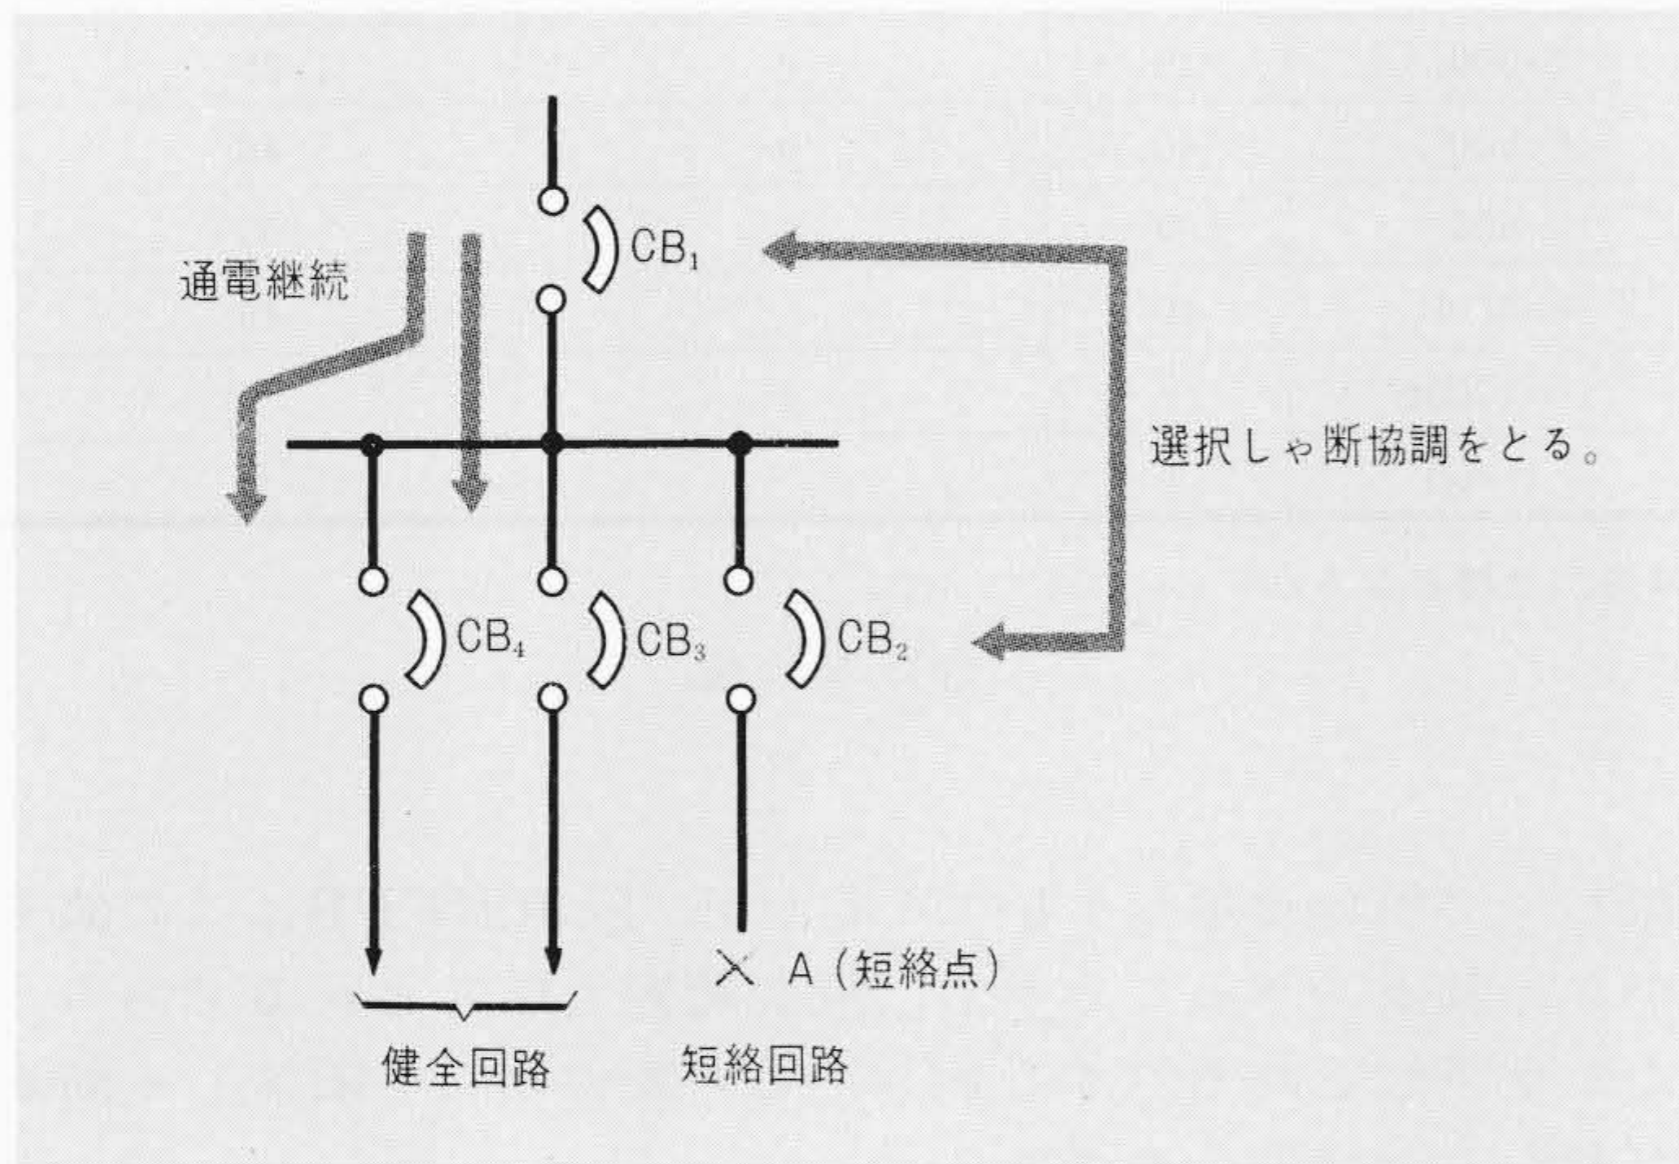 CB₁
通電継続
選択しゃ断協調をとる。
CB₄
CB₃
CB₂
× A (短絡点)
健全回路
短絡回路